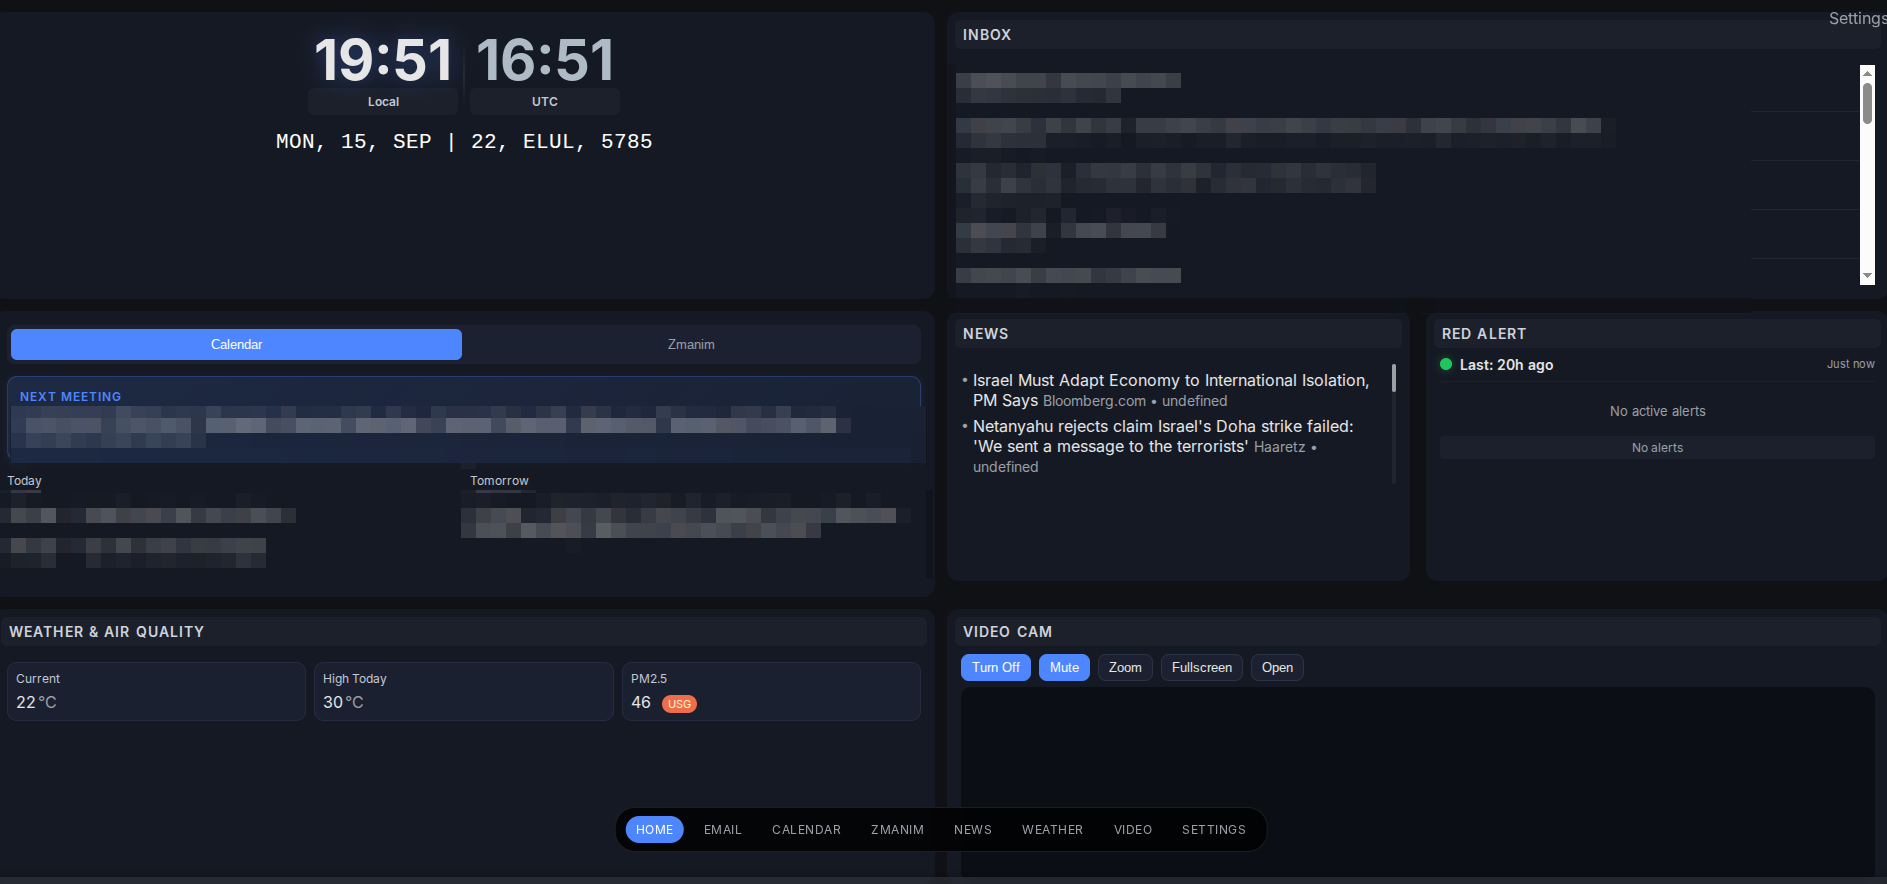 Settings
19:51 16:51
Local UTC
MON, 15, SEP | 22, ELUL, 5785
INBOX
Calendar Zmanim
NEXT MEETING
Today Tomorrow
NEWS
• Israel Must Adapt Economy to International Isolation,
PM Says Bloomberg.com • undefined
• Netanyahu rejects claim Israel's Doha strike failed:
'We sent a message to the terrorists' Haaretz •
undefined
RED ALERT
Last: 20h ago Just now
No active alerts
No alerts
WEATHER & AIR QUALITY
Current High Today PM2.5
22 °C 30 °C 46 USG
VIDEO CAM
Turn Off Mute Zoom Fullscreen Open
HOME EMAIL CALENDAR ZMANIM NEWS WEATHER VIDEO SETTINGS